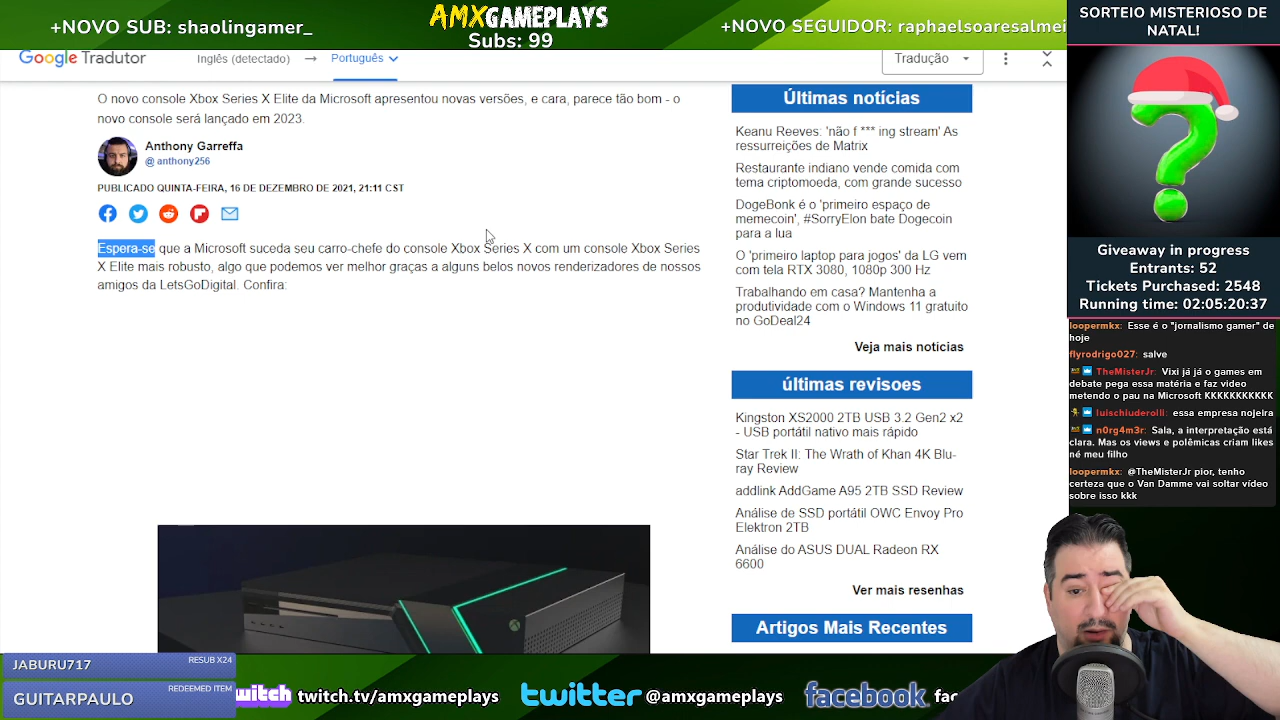 +NOVO SUB: shaolingamer_
AMXGAMEPLAYS
Subs: 99
+NOVO SEGUIDOR: raphaelsoaresalmei
SORTEIO MISTERIOSO DE
NATAL!
Google Tradutor
Inglês (detectado) → Português
Tradução
O novo console Xbox Series X Elite da Microsoft apresentou novas versões, e cara, parece tão bom - o
novo console será lançado em 2023.
Anthony Garreffa
@ anthony256
PUBLICADO QUINTA-FEIRA, 16 DE DEZEMBRO DE 2021, 21:11 CST
Espera-se que a Microsoft suceda seu carro-chefe do console Xbox Series X com um console Xbox Series
X Elite mais robusto, algo que podemos ver melhor graças a alguns belos novos renderizadores de nossos
amigos da LetsGoDigital. Confira:
Últimas notícias
Keanu Reeves: 'não f *** ing stream' As
ressurreições de Matrix
Restaurante indiano vende comida com
tema criptomoeda, com grande sucesso
DogeBonk é o 'primeiro espaço de
memecoin', #SorryElon bate Dogecoin
para a lua
O 'primeiro laptop para jogos' da LG vem
com tela RTX 3080, 1080p 300 Hz
Trabalhando em casa? Mantenha a
produtividade com o Windows 11 gratuito
no GoDeal24
Veja mais noticias
últimas revisoes
Kingston XS2000 2TB USB 3.2 Gen2 x2
- USB portátil nativo mais rápido
Star Trek II: The Wrath of Khan 4K Blu-
ray Review
addlink AddGame A95 2TB SSD Review
Análise de SSD portátil OWC Envoy Pro
Elektron 2TB
Análise do ASUS DUAL Radeon RX
6600
Ver mais resenhas
Artigos Mais Recentes
Giveaway in progress
Entrants: 52
Tickets Purchased: 2548
Running time: 02:05:20:37
loopermkx: Esse é o "jornalismo gamer" de
hoje
flyrodrigo027: salve
TheMisterJr: Vixi já já o games em
debate pega essa matéria e faz video
metendo o pau na Microsoft KKKKKKKKKKK
luischiuderolll: essa empresa nojeira
n0rg4m3r: Sala, a interpretação está
clara. Mas os views e polêmicas criam likes
né meu filho
loopermkx: @TheMisterJr pior, tenho
certeza que o Van Damme vai soltar vídeo
sobre isso kkk
JABURU717
RESUB X24
GUITARPAULO
REDEEMED ITEM
twitch twitch.tv/amxgameplays
twitter @amxgameplays
facebook fac